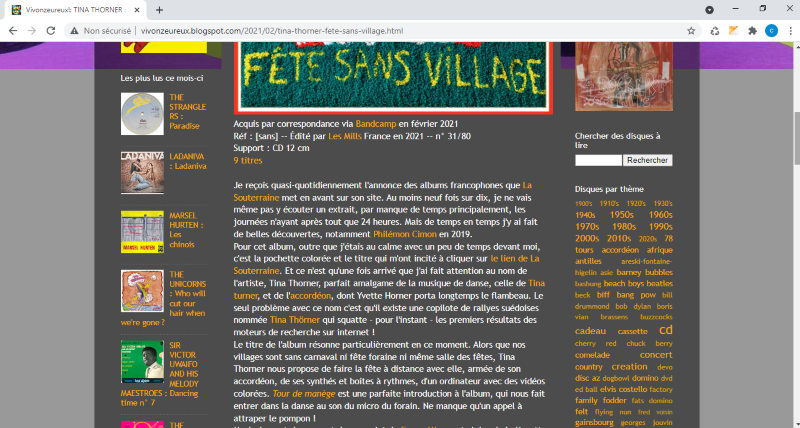 Vivonzeureux!: TINA THORNER
Non sécurisé | vivonzeureux.blogspot.com/2021/02/tina-thorner-fete-sans-village.html
Les plus lus ce mois-ci
THE
STRANGLE
RS :
Paradise
LADANIVA
: Ladaniva
MARSEL
HURTEN :
Les
chinois
THE
UNICORNS
: Who will
cut our
hair when
we're gone ?
SIR
VICTOR
UWAIFO
AND HIS
MELODY
MAESTROES : Dancing
time n° 7
THE
FÊTE SANS VILLAGE
Acquis par correspondance via Bandcamp en février 2021
Réf : [sans] -- Édité par Les Mills France en 2021 -- n° 31/80
Support : CD 12 cm
9 titres
Je reçois quasi-quotidiennement l'annonce des albums francophones que La
Souterraine met en avant sur son site. Au moins neuf fois sur dix, je ne vais
même pas y écouter un extrait, par manque de temps principalement, les
journées n'ayant après tout que 24 heures. Mais de temps en temps j'y ai fait
de belles découvertes, notamment Philémon Cimon en 2019.
Pour cet album, outre que j'étais au calme avec un peu de temps devant moi,
c'est la pochette colorée et le titre qui m'ont incité à cliquer sur le lien de La
Souterraine. Et ce n'est qu'une fois arrivé que j'ai fait attention au nom de
l'artiste, Tina Thorner, parfait amalgame de la musique de danse, celle de Tina
turner, et de l'accordéon, dont Yvette Horner porta longtemps le flambeau. Le
seul problème avec ce nom c'est qu'il existe une copilote de rallyes suédoises
nommée Tina Thörner qui squatte - pour l'instant - les premiers résultats des
moteurs de recherche sur internet !
Le titre de l'album résonne particulièrement en ce moment. Alors que nos
villages sont sans carnaval ni fête foraine ni même salle des fêtes, Tina
Thorner nous propose de faire la fête à distance avec elle, armée de son
accordéon, de ses synthés et boites à rythmes, d'un ordinateur avec des vidéos
colorées. Tour de manège est une parfaite introduction à l'album, qui nous fait
entrer dans la danse au son du micro du forain. Ne manque qu'un appel à
attraper le pompon !
Chercher des disques à
lire
Rechercher
Disques par thème
1900's 1910's 1920's 1930's
1940s 1950s 1960s
1970s 1980s 1990s
2000s 2010s 2020s 78
tours accordéon afrique
antilles areski-fontaine-
higelin asie barney bubbles
bashung beach boys beatles
beck biff bang pow bill
drummond bob dylan boris
vian brassens buzzcocks
cadeau cassette cd
cherry red chuck berry
comelade concert
country creation devo
disc az dogbowl domino dvd
ed ball elvis costello factory
family fodder fats domino
felt flying nun fred voisin
gainsbourg georges jouvin